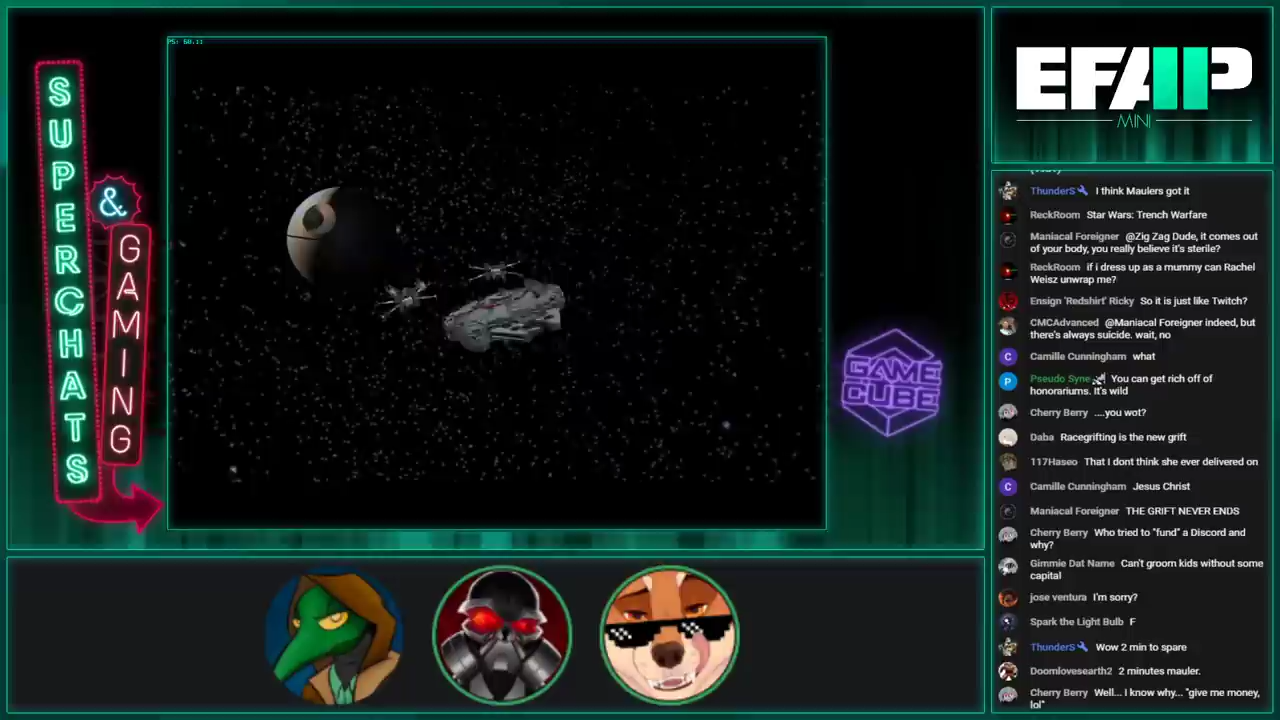 SUPERCHATS
&
GAMING
PS: 58.11
GAME
CUBE
EFAP
MINI
ThunderS I think Maulers got it
ReckRoom Star Wars: Trench Warfare
Maniacal Foreigner @Zig Zag Dude, it comes out
of your body, you really believe it's sterile?
ReckRoom if i dress up as a mummy can Rachel
Weisz unwrap me?
Ensign 'Redshirt' Ricky So it is just like Twitch?
CMCAdvanced @Maniacal Foreigner indeed, but
there's always suicide. wait, no
C Camille Cunningham what
P Pseudo Syne You can get rich off of
honorariums. It's wild
Cherry Berry ....you wot?
Daba Racegrifting is the new grift
117Haseo That I dont think she ever delivered on
C Camille Cunningham Jesus Christ
Maniacal Foreigner THE GRIFT NEVER ENDS
Cherry Berry Who tried to "fund" a Discord and
why?
Gimmie Dat Name Can't groom kids without some
capital
jose ventura I'm sorry?
Spark the Light Bulb F
ThunderS Wow 2 min to spare
Doomlovesearth2 2 minutes mauler.
Cherry Berry Well... I know why... "give me money,
lol"